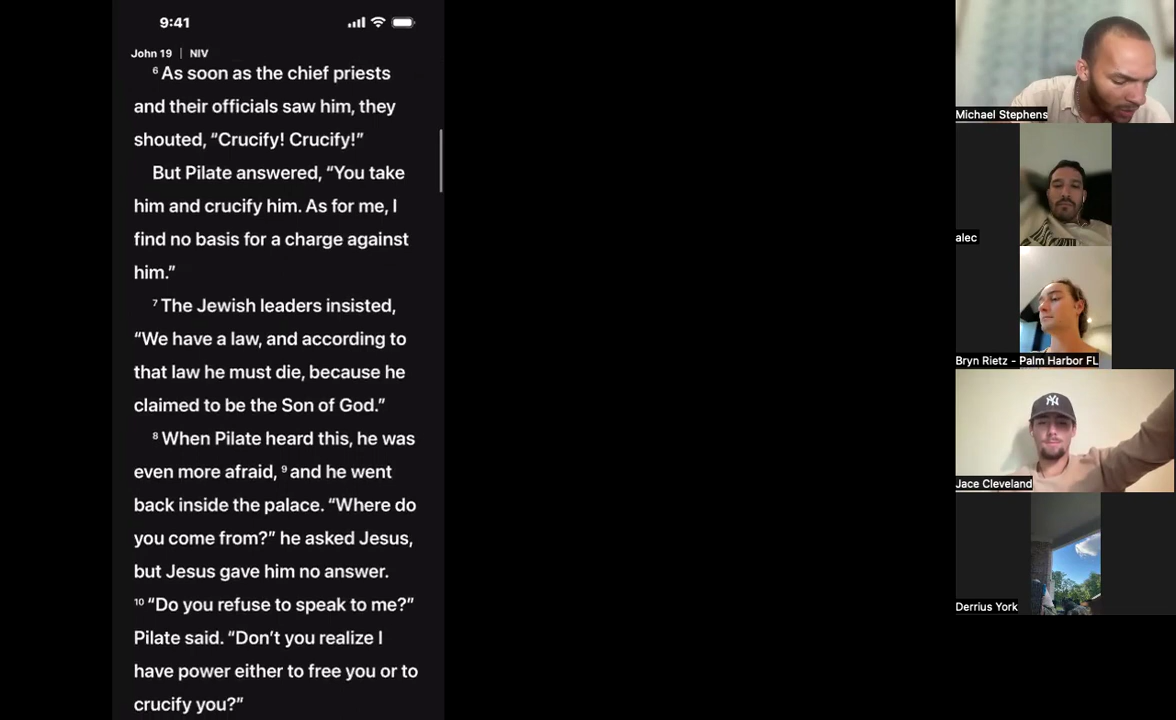 9:41
John 19 | NIV
6 As soon as the chief priests
and their officials saw him, they
shouted, “Crucify! Crucify!”
But Pilate answered, “You take
him and crucify him. As for me, I
find no basis for a charge against
him.”
7 The Jewish leaders insisted,
“We have a law, and according to
that law he must die, because he
claimed to be the Son of God.”
8 When Pilate heard this, he was
even more afraid, 9 and he went
back inside the palace. “Where do
you come from?” he asked Jesus,
but Jesus gave him no answer.
10 “Do you refuse to speak to me?”
Pilate said. “Don’t you realize I
have power either to free you or to
crucify you?”
Michael Stephens
alec
Bryn Rietz - Palm Harbor FL
NY
Jace Cleveland
Derrius York